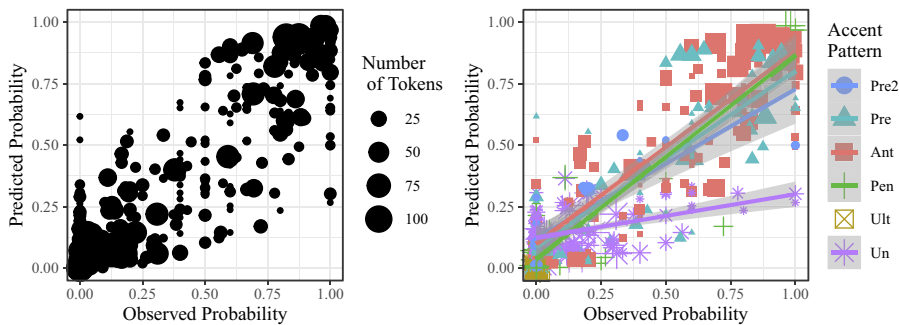 1.00
0.75
0.50
0.25
0.00
Predicted Probability
0.00
0.25
0.50
0.75
1.00
Observed Probability
Number
of Tokens
25
50
75
100
1.00
0.75
0.50
0.25
0.00
Predicted Probability
0.00
0.25
0.50
0.75
1.00
Observed Probability
Accent
Pattern
Pre2
Pre
Ant
Pen
Ult
Un